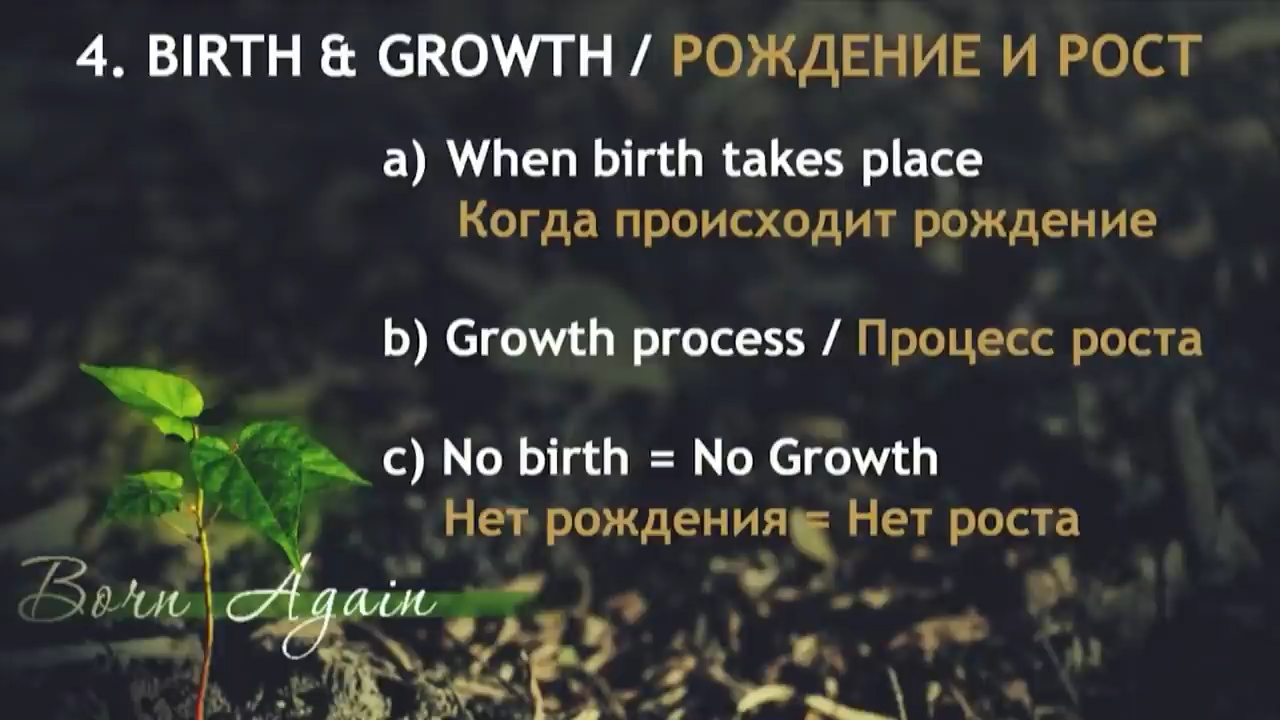 4. BIRTH & GROWTH / РОЖДЕНИЕ И РОСТ
a) When birth takes place
Когда происходит рождение
b) Growth process / Процесс роста
c) No birth = No Growth
Нет рождения = Нет роста
Born Again